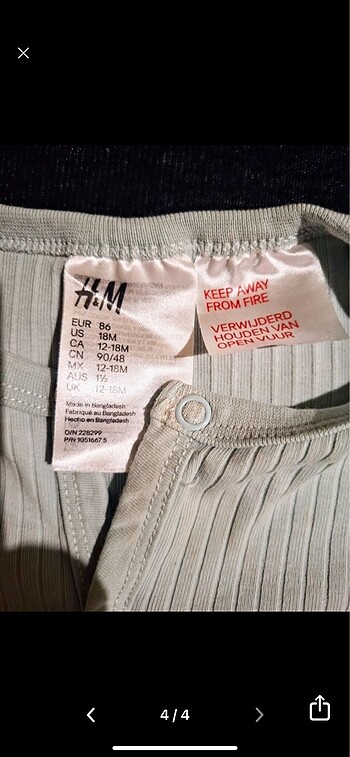 H&M
EUR 86
US 18M
CA 12-18M
CN 90/48
MX 12-18M
AUS 1½
UK 12-18M
Made in Bangladesh
Fabriqué au Bangladesh
Hecho en Bangladesh
O/N 228299
P/N 1051667.5
KEEP AWAY
FROM FIRE
VERWIJDERD
HOUDEN VAN
OPEN VUUR
4/4